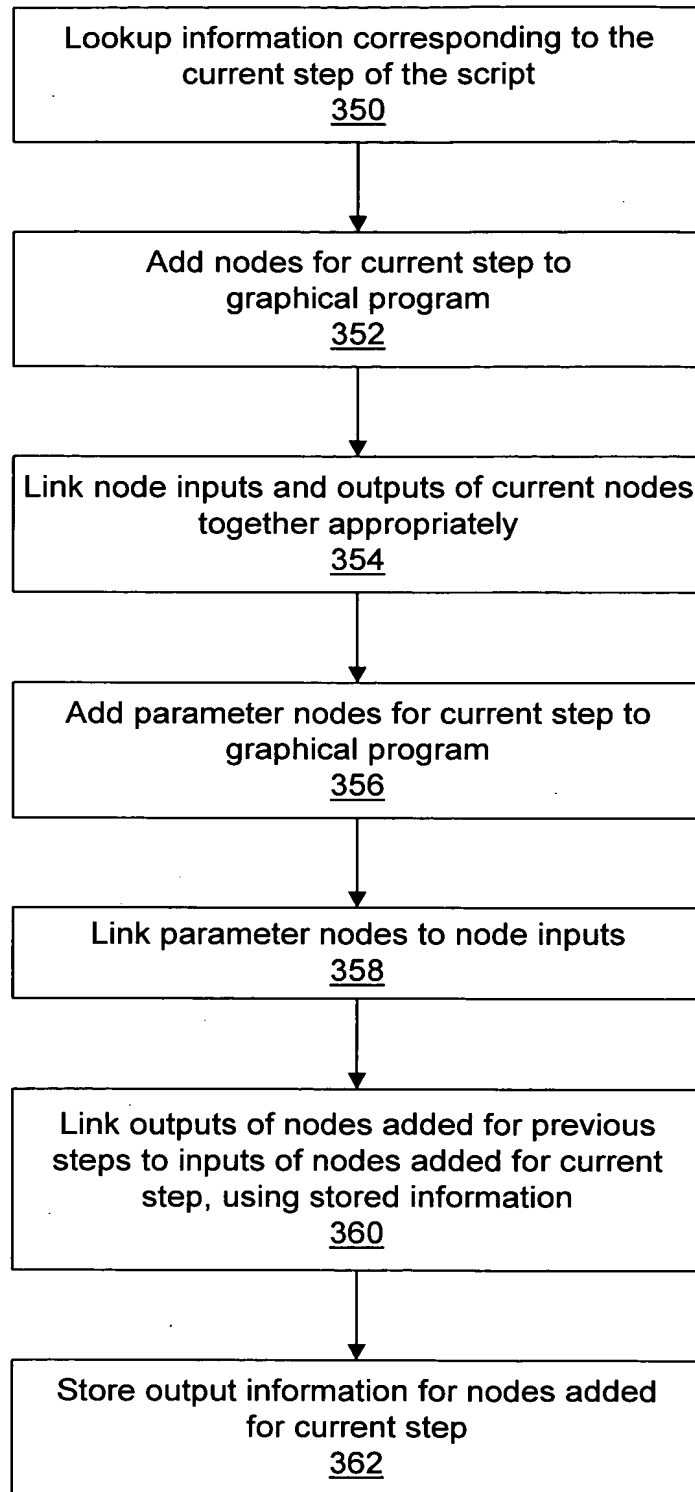 Lookup information corresponding to the
current step of the script
350
Add nodes for current step to
graphical program
352
Link node inputs and outputs of current nodes
together appropriately
354
Add parameter nodes for current step to
graphical program
356
Link parameter nodes to node inputs
358
Link outputs of nodes added for previous
steps to inputs of nodes added for current
step, using stored information
360
Store output information for nodes added
for current step
362